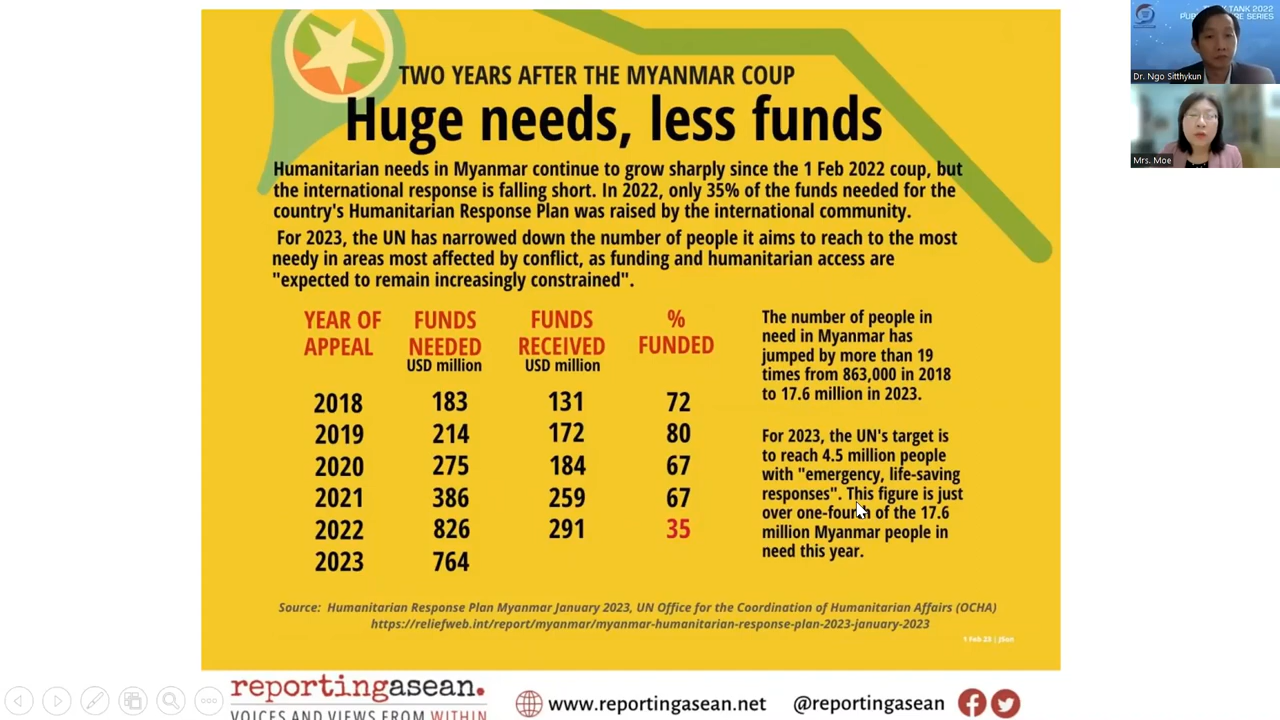 TWO YEARS AFTER THE MYANMAR COUP
Huge needs, less funds
Humanitarian needs in Myanmar continue to grow sharply since the 1 Feb 2022 coup, but
the international response is falling short. In 2022, only 35% of the funds needed for the
country's Humanitarian Response Plan was raised by the international community.
For 2023, the UN has narrowed down the number of people it aims to reach to the most
needy in areas most affected by conflict, as funding and humanitarian access are
"expected to remain increasingly constrained".
YEAR OF APPEAL FUNDS NEEDED USD million FUNDS RECEIVED USD million % FUNDED
2018 183 131 72
2019 214 172 80
2020 275 184 67
2021 386 259 67
2022 826 291 35
2023 764
The number of people in
need in Myanmar has
jumped by more than 19
times from 863,000 in 2018
to 17.6 million in 2023.
For 2023, the UN's target is
to reach 4.5 million people
with "emergency, life-saving
responses". This figure is just
over one-fourth of the 17.6
million Myanmar people in
need this year.
Source: Humanitarian Response Plan Myanmar January 2023, UN Office for the Coordination of Humanitarian Affairs (OCHA)
https://reliefweb.int/report/myanmar/myanmar-humanitarian-response-plan-2023-january-2023
1 Feb 23 | JSon
reportingasean.
VOICES AND VIEWS FROM WITHIN
www.reportingasean.net
@reportingasean
TANK 2022
SERIES
Dr. Ngo Sitthykun
Mrs. Moe